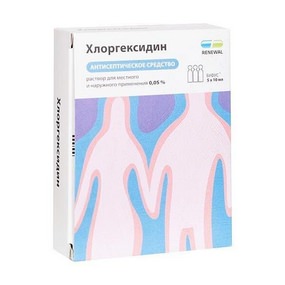 Хлоргексидин
RENEWAL
АНТИСЕПТИЧЕСКОЕ СРЕДСТВО
раствор для местного
и наружного применения 0,05 %
5 x 10 мл
Хлоргексидин